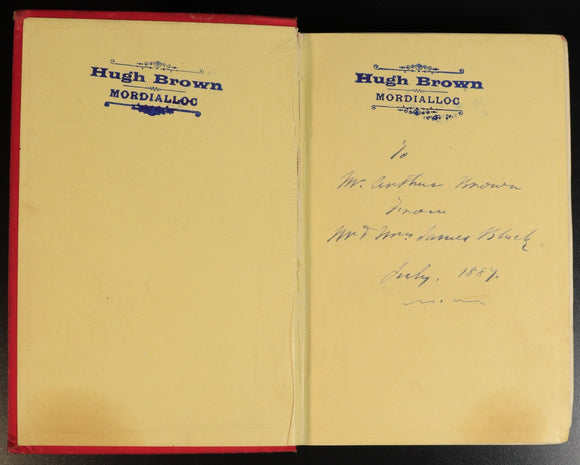 Hugh Brown
MORDIALLOC
Hugh Brown
MORDIALLOC
To
Mr. Arthur Brown
From
Mr & Mrs James Black,
July, 1887.